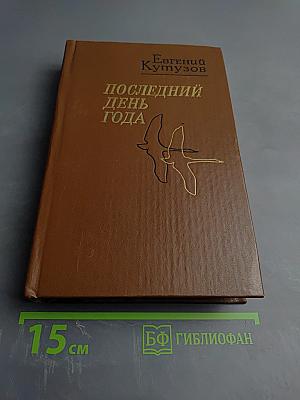 Евгений
Кутузов
ПОСЛЕДНИЙ
ДЕНЬ
ГОДА
15 см
БФ ГИБЛИОФАН